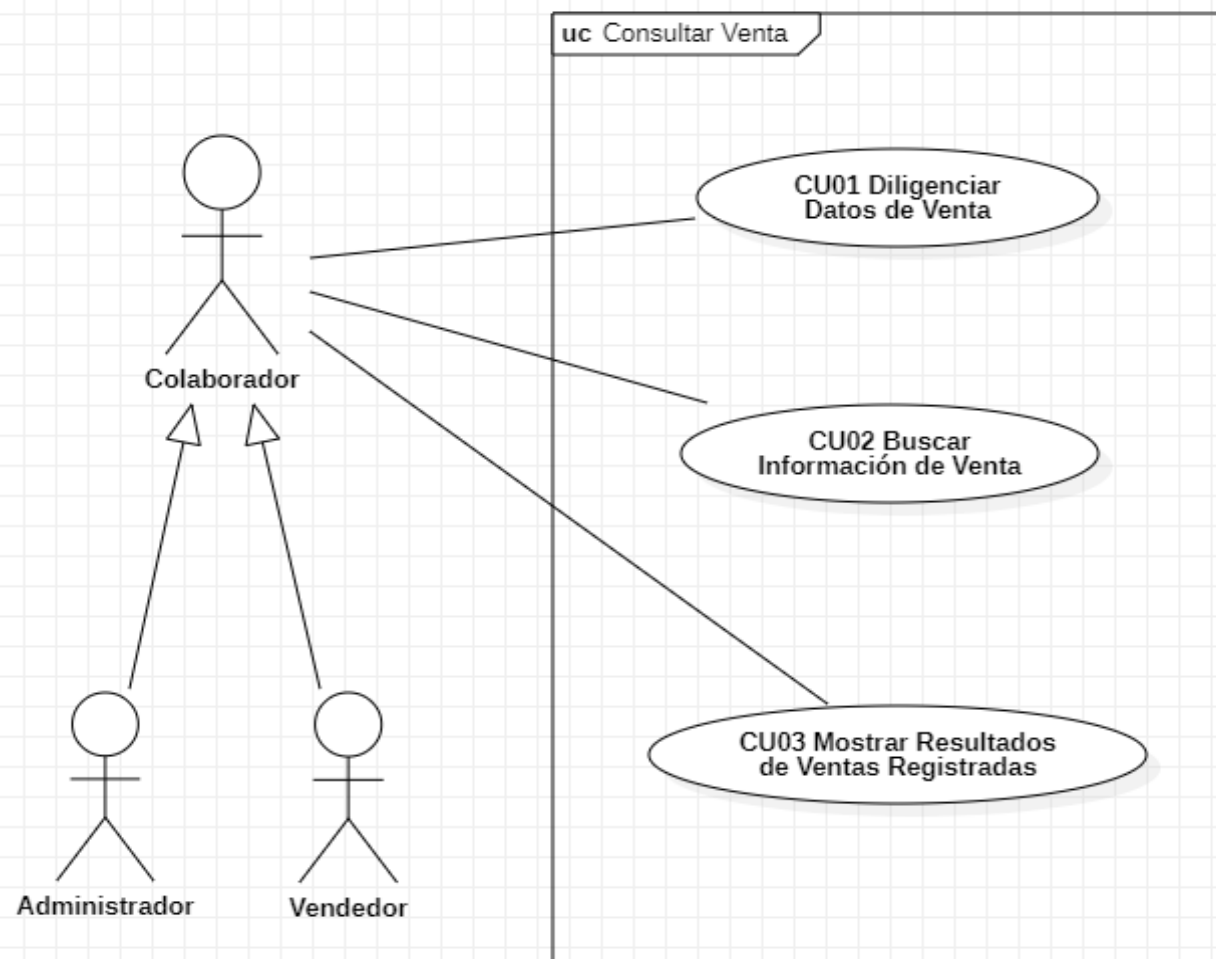 uc Consultar Venta
CU01 Diligenciar
Datos de Venta
Colaborador
CU02 Buscar
Información de Venta
CU03 Mostrar Resultados
de Ventas Registradas
Administrador
Vendedor